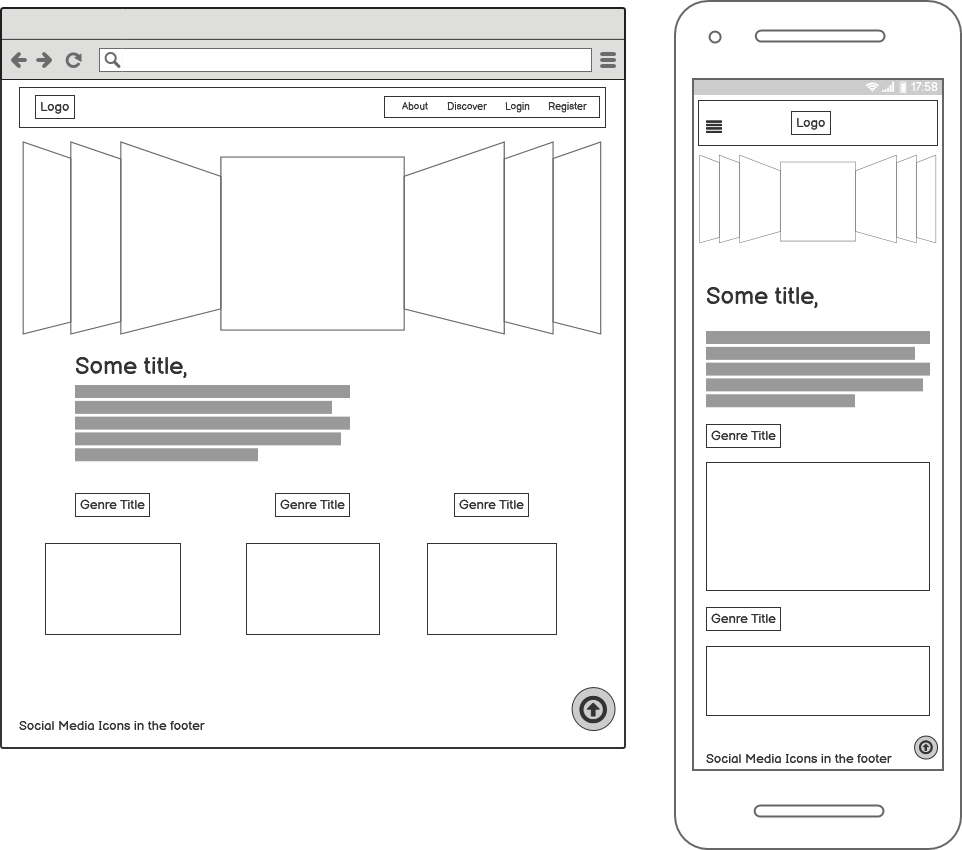 Logo
About Discover Login Register
Some title,
Genre Title Genre Title Genre Title
Social Media Icons in the footer
17:58
Logo
Some title,
Genre Title
Genre Title
Social Media Icons in the footer